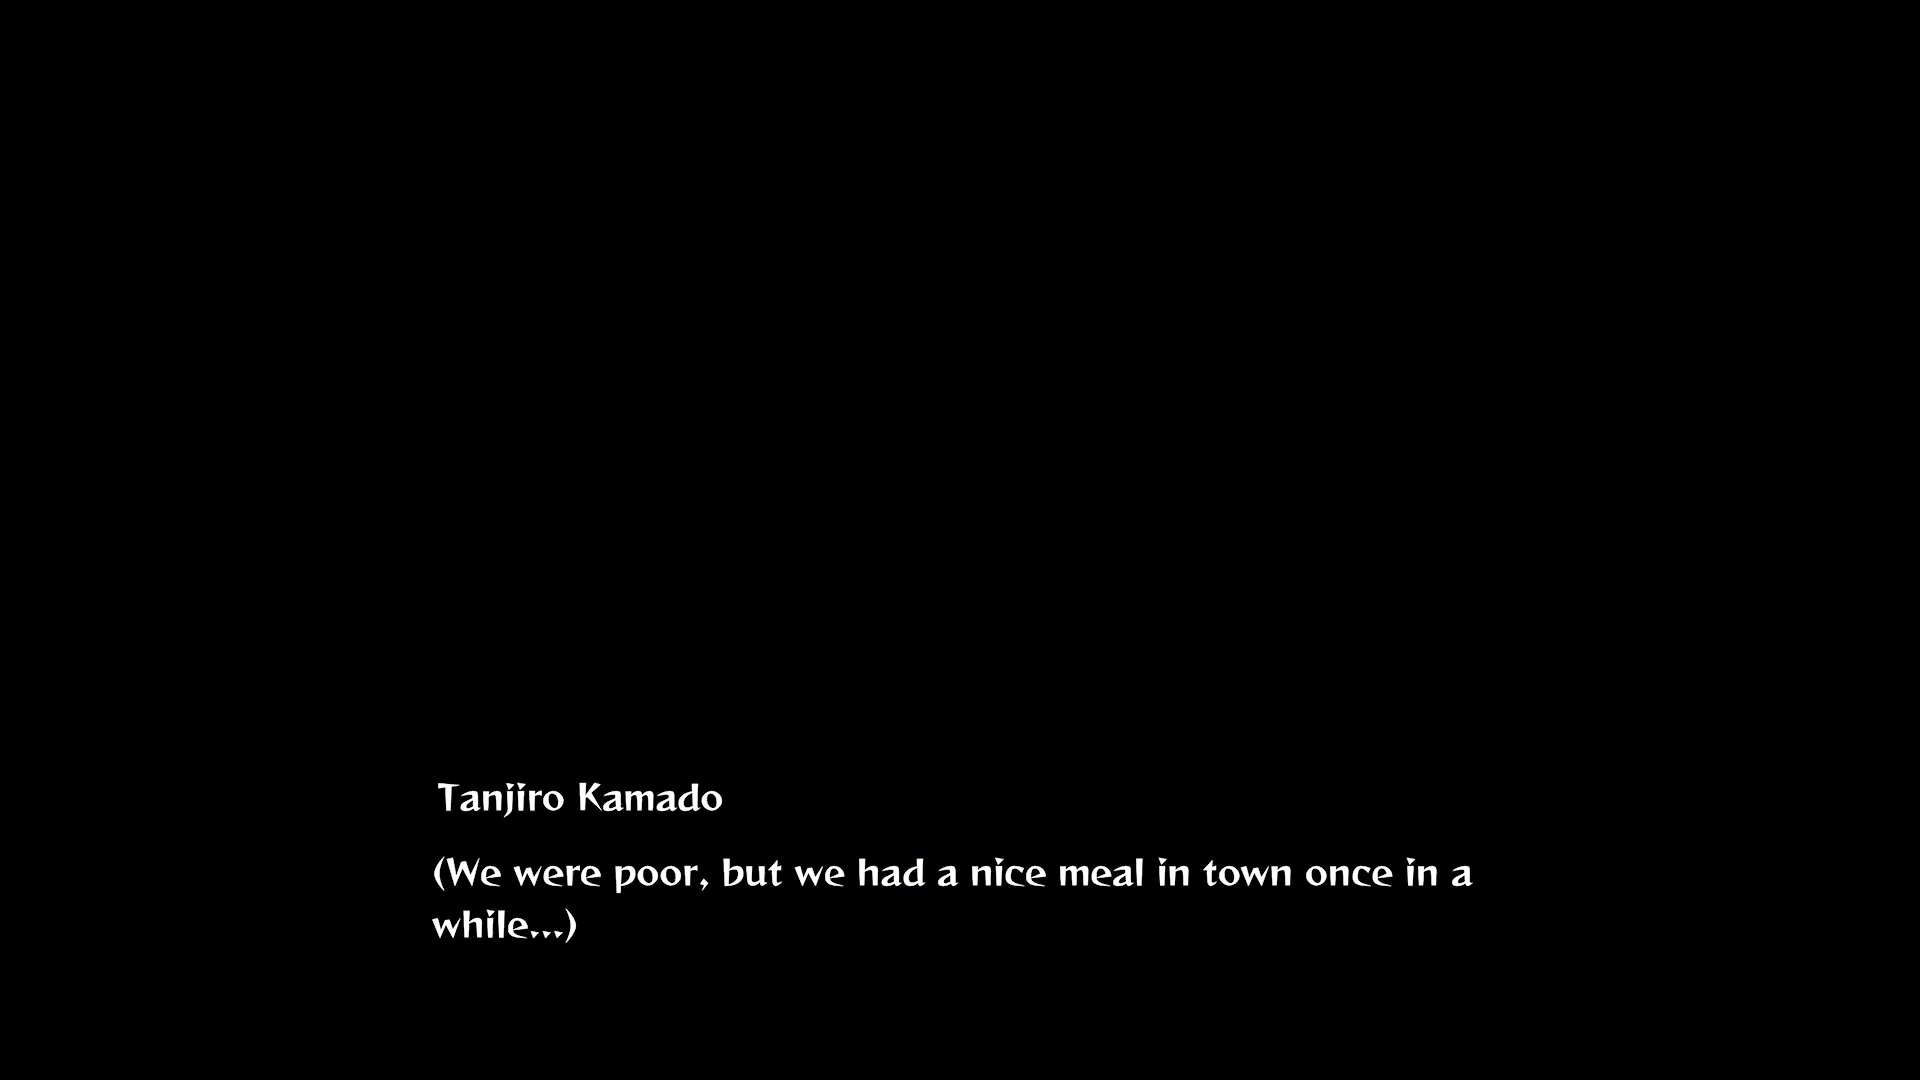 Tanjiro Kamado
(We were poor, but we had a nice meal in town once in a
while...)